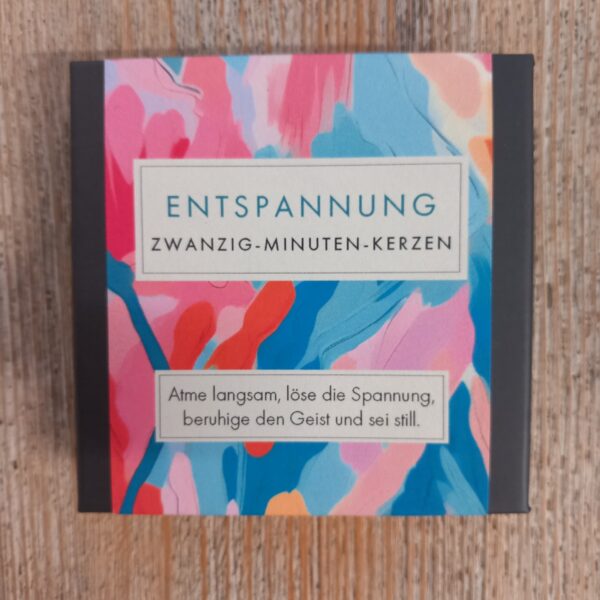 ENTSPANNUNG
ZWANZIG-MINUTEN-KERZEN
Atme langsam, löse die Spannung,
beruhige den Geist und sei still.